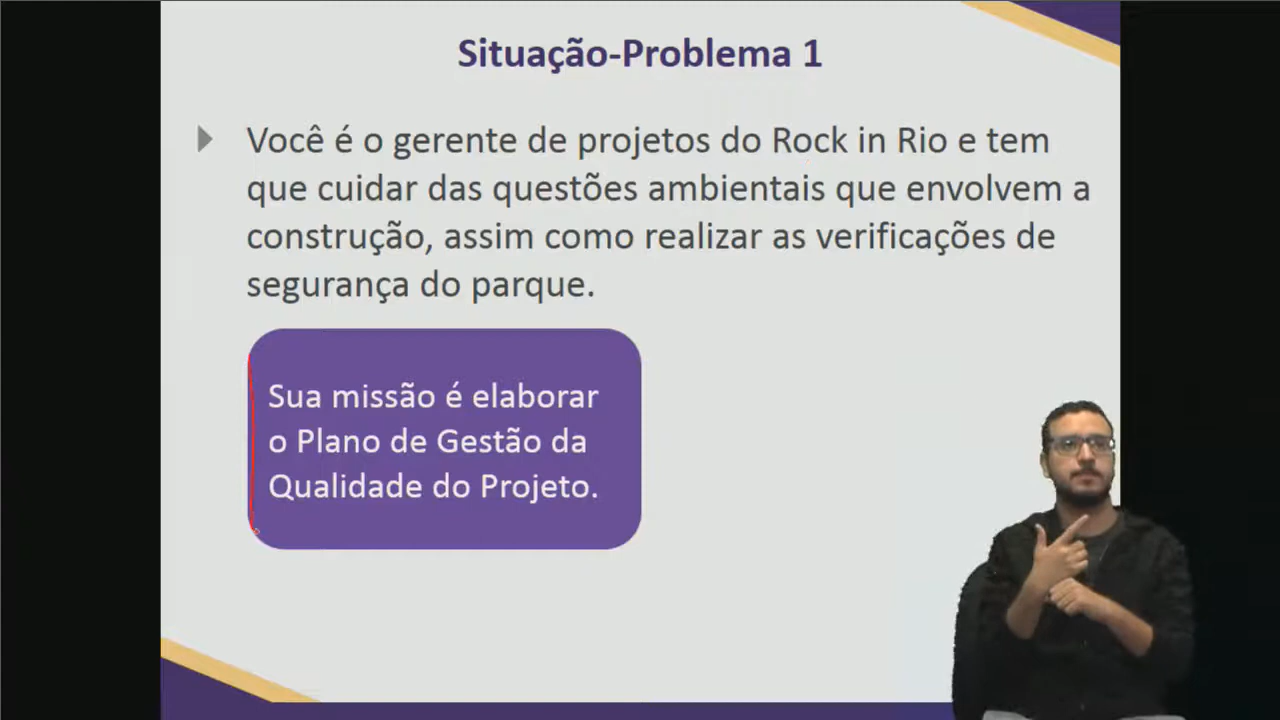 Situação-Problema 1
Você é o gerente de projetos do Rock in Rio e tem
que cuidar das questões ambientais que envolvem a
construção, assim como realizar as verificações de
segurança do parque.
Sua missão é elaborar
o Plano de Gestão da
Qualidade do Projeto.